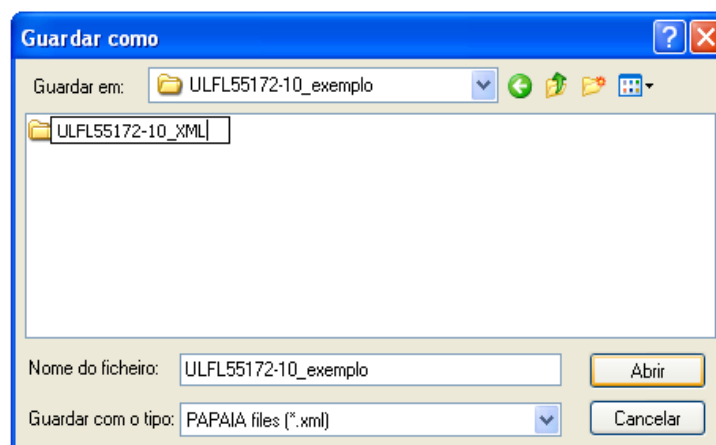 Guardar como
Guardar em: ULFL55172-10_exemplo
ULFL55172-10_XML
Nome do ficheiro: ULFL55172-10_exemplo Abrir
Guardar com o tipo: PAPAIA files (*.xml) Cancelar